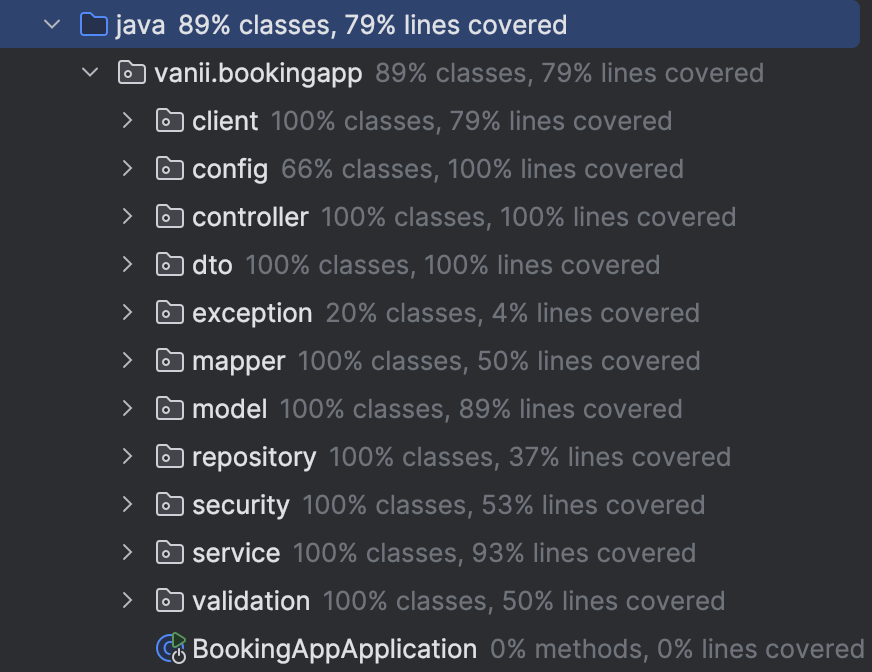 java 89% classes, 79% lines covered
vanii.bookingapp 89% classes, 79% lines covered
client 100% classes, 79% lines covered
config 66% classes, 100% lines covered
controller 100% classes, 100% lines covered
dto 100% classes, 100% lines covered
exception 20% classes, 4% lines covered
mapper 100% classes, 50% lines covered
model 100% classes, 89% lines covered
repository 100% classes, 37% lines covered
security 100% classes, 53% lines covered
service 100% classes, 93% lines covered
validation 100% classes, 50% lines covered
BookingAppApplication 0% methods, 0% lines covered